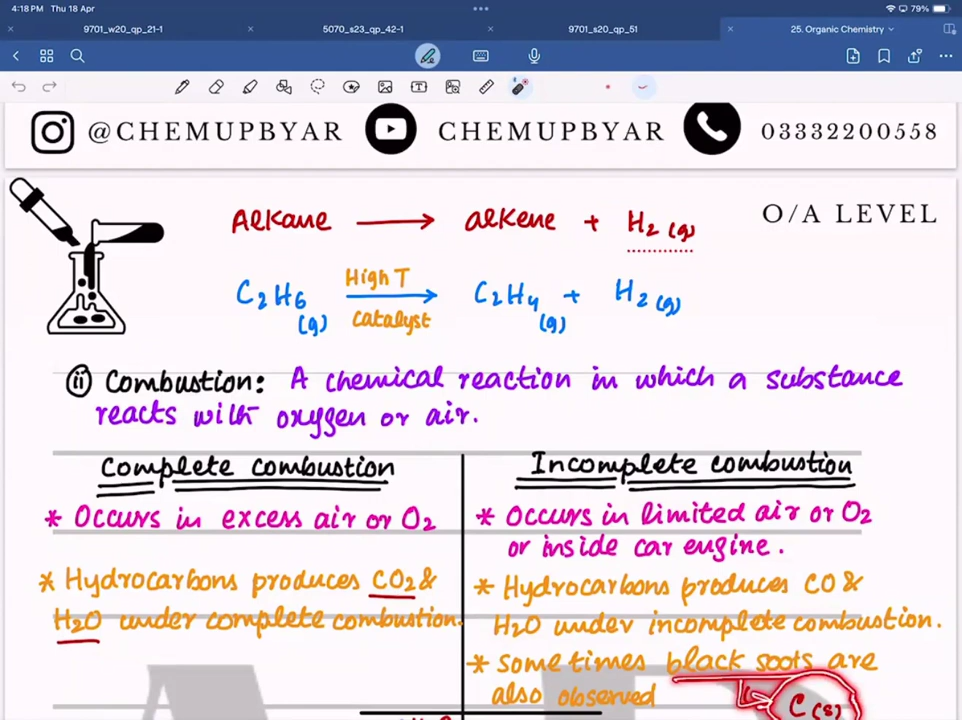 4:18 PM Thu 18 Apr
79%
9701_w20_qp_21-1
5070_s23_qp_42-1
9701_s20_qp_51
25. Organic Chemistry
@CHEMUPBYAR CHEMUPBYAR 03332200558
O/A LEVEL
Alkane → alkene + H2(g)
C2H6(g) High T catalyst → C2H4(g) + H2(g)
(ii) Combustion: A chemical reaction in which a substance
reacts with oxygen or air.
Complete combustion
* Occurs in excess air or O2
* Hydrocarbons produces CO2 &
H2O under complete combustion.
Incomplete combustion
* Occurs in limited air or O2
or inside car engine.
* Hydrocarbons produces CO &
H2O under incomplete combustion.
* Some times black soots are
also observed
C(s)